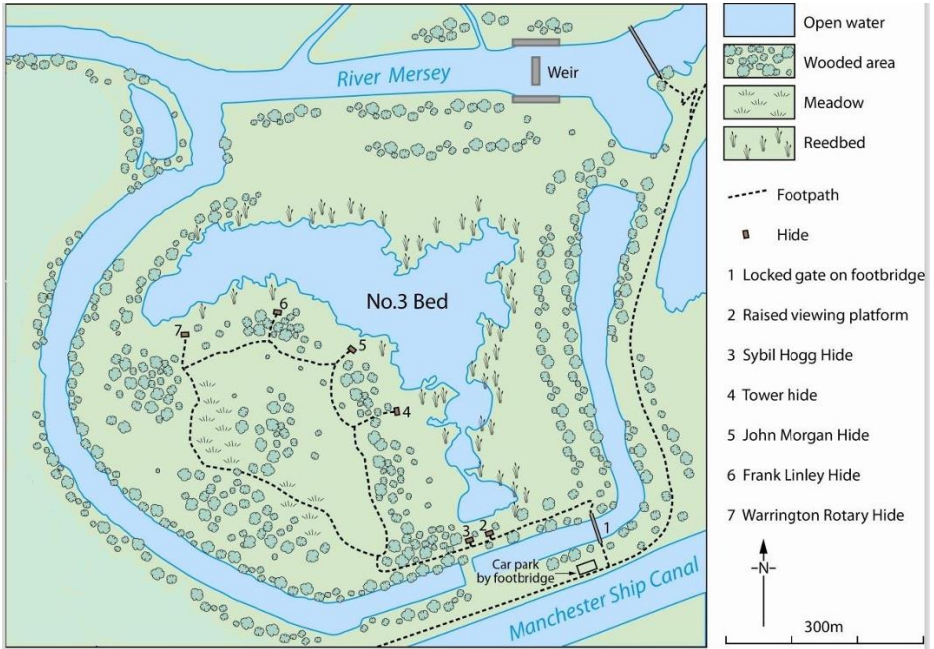 River Mersey
Weir
No.3 Bed
6
7
5
4
3
2
1
Car park
by footbridge
Manchester Ship Canal
Open water
Wooded area
Meadow
Reedbed
Footpath
Hide
1 Locked gate on footbridge
2 Raised viewing platform
3 Sybil Hogg Hide
4 Tower hide
5 John Morgan Hide
6 Frank Linley Hide
7 Warrington Rotary Hide
–N–
300m